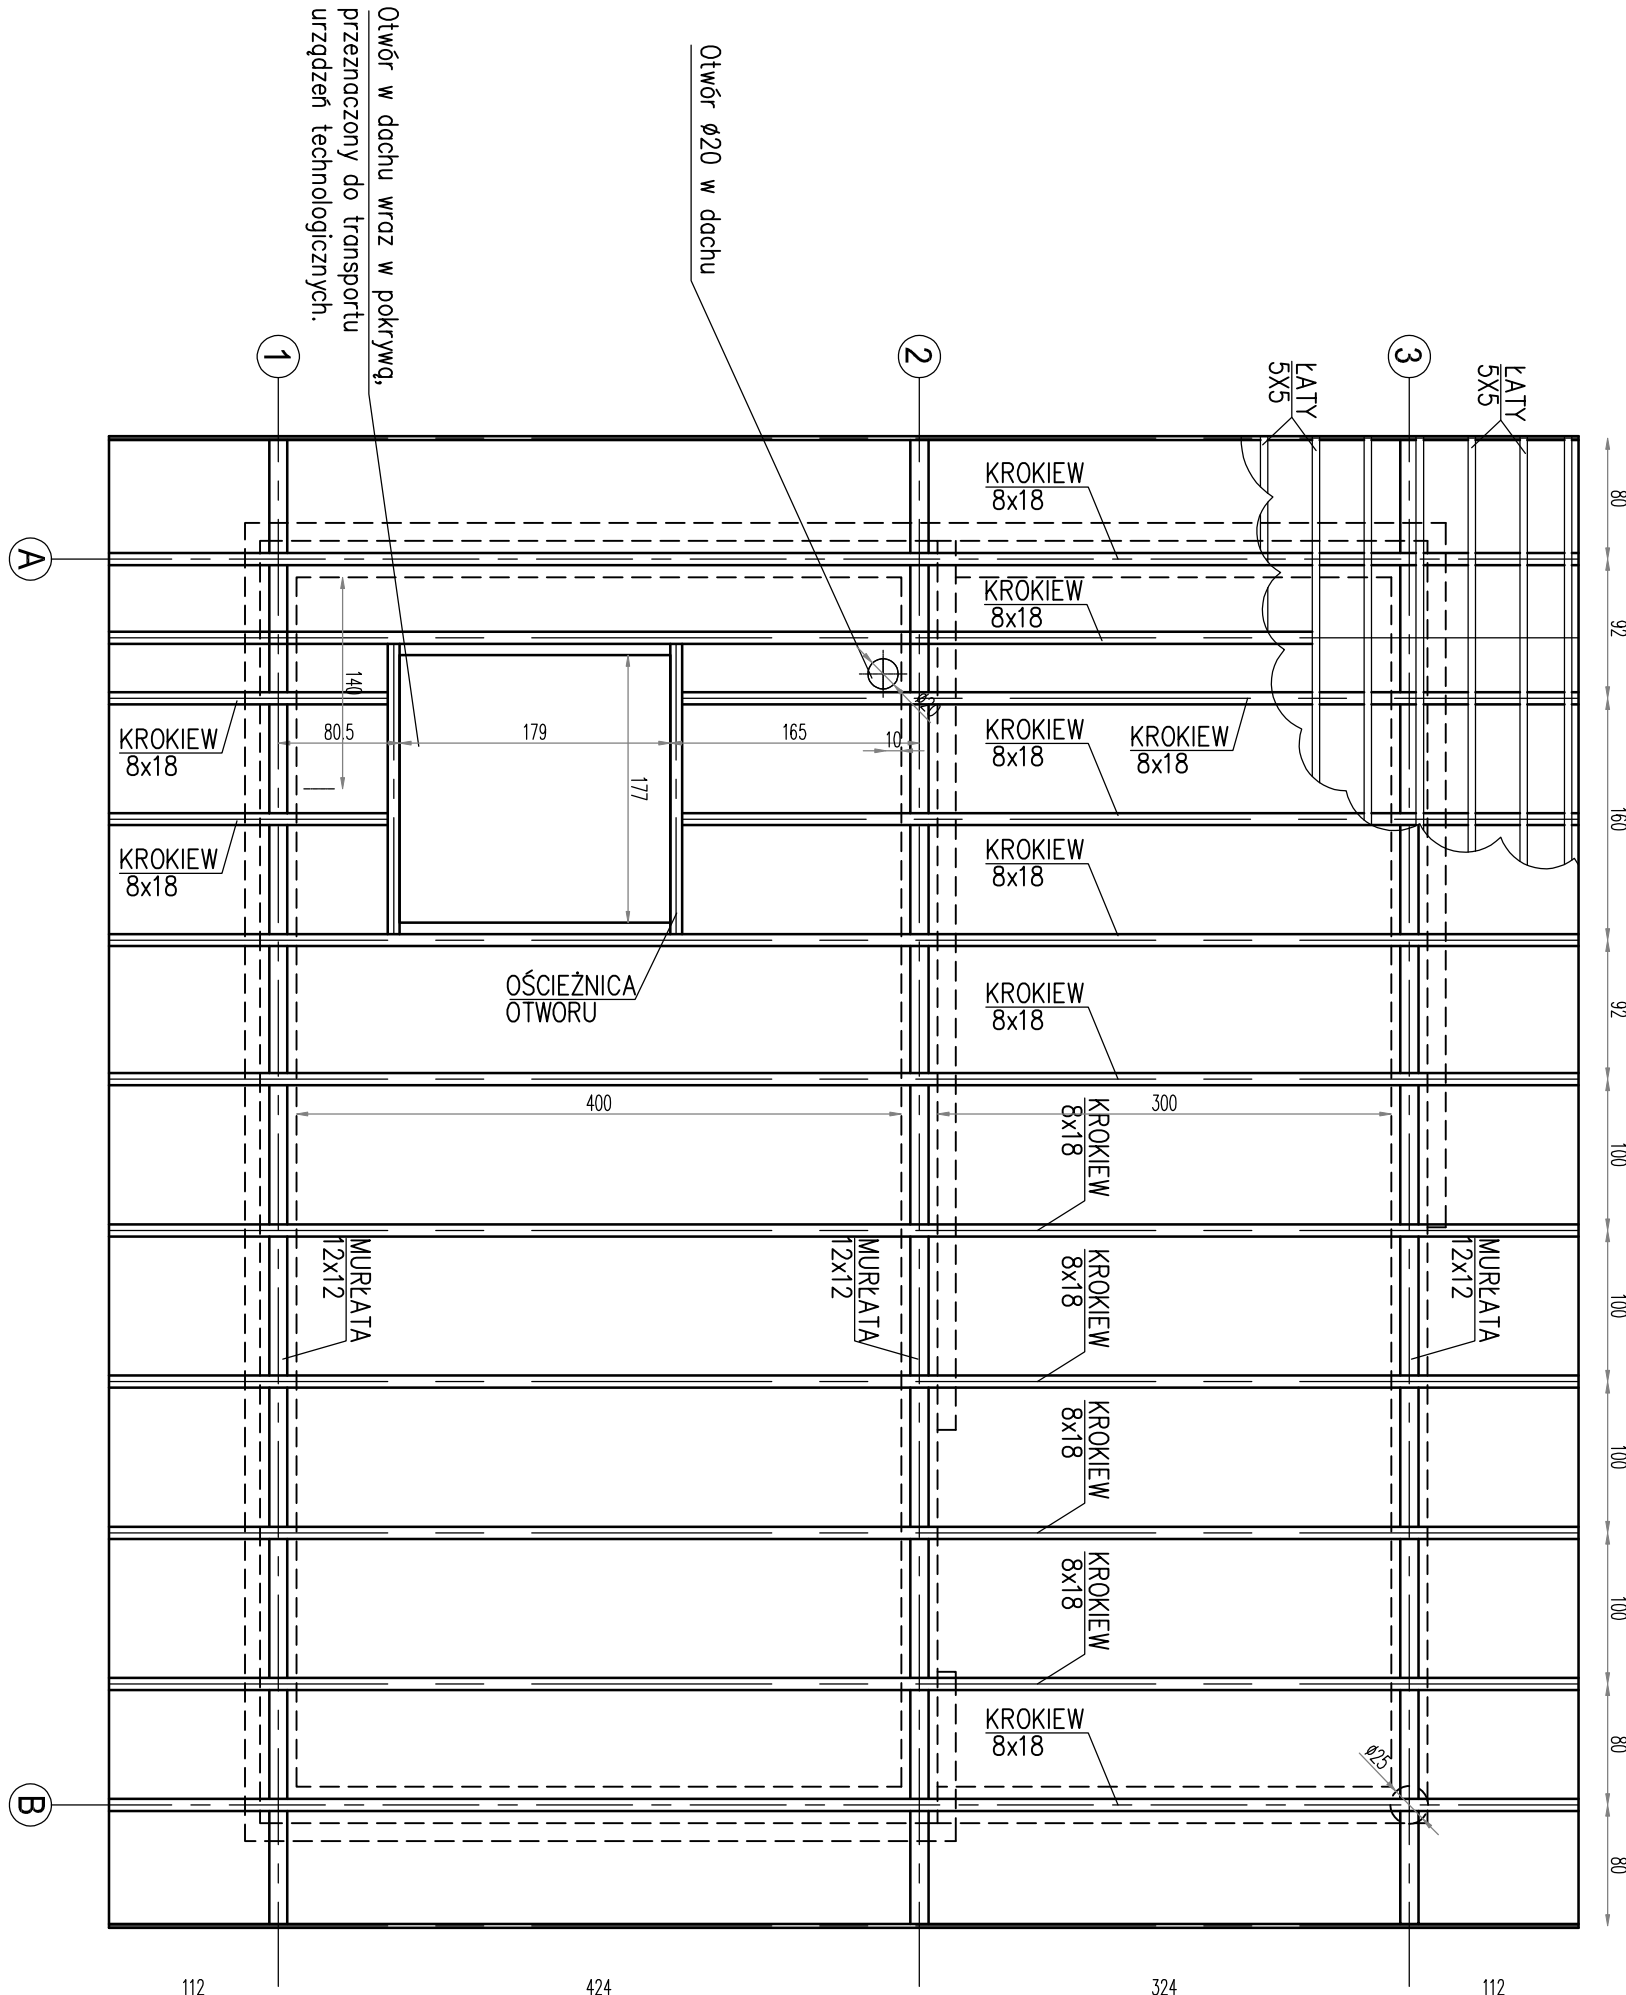 Otwór w dachu wraz w pokrywą,
przeznaczony do transportu
urządzeń technologicznych.
Otwór ø20 w dachu
1
2
3
ŁATY
5X5
ŁATY
5X5
A
B
KROKIEW
8x18
KROKIEW
8x18
KROKIEW
8x18
KROKIEW
8x18
KROKIEW
8x18
KROKIEW
8x18
KROKIEW
8x18
KROKIEW
8x18
OŚCIEŻNICA
OTWORU
KROKIEW
8x18
KROKIEW
8x18
KROKIEW
8x18
KROKIEW
8x18
KROKIEW
8x18
KROKIEW
8x18
MURŁATA
12x12
MURŁATA
12x12
MURŁATA
12x12
140
80.5
179
165
10
177
ø20
400
300
ø25
80
92
160
92
100
100
100
100
80
80
112
424
324
112